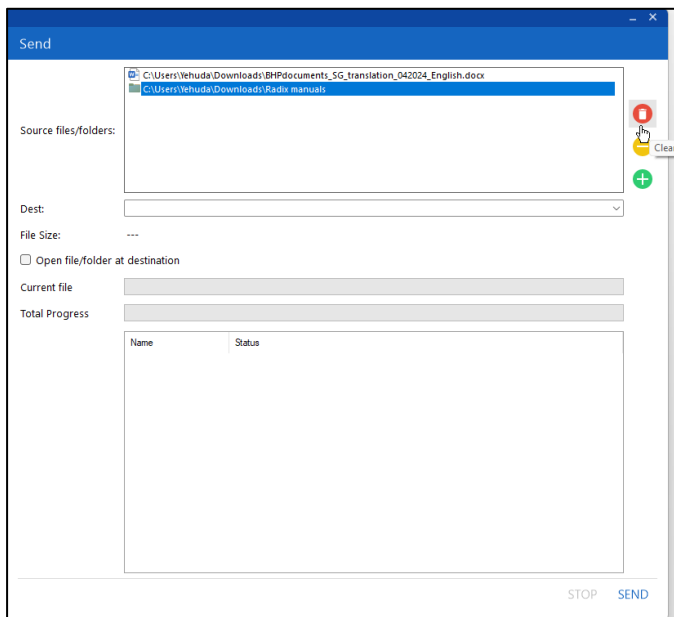 Send
Source files/folders:
C:\Users\Yehuda\Downloads\BHPdocuments_SG_translation_042024_English.docx
C:\Users\Yehuda\Downloads\Radix manuals
Clea
Dest:
File Size: ---
Open file/folder at destination
Current file
Total Progress
Name Status
STOP SEND